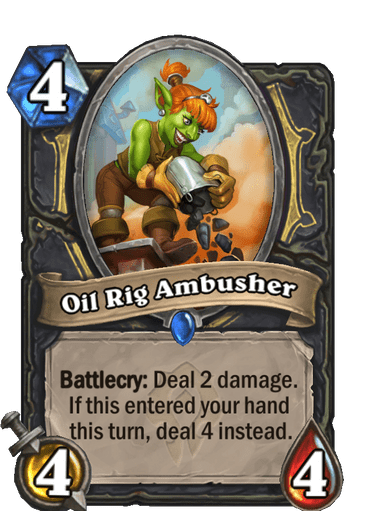 4
Oil Rig Ambusher
Battlecry: Deal 2 damage.
If this entered your hand
this turn, deal 4 instead.
4
4